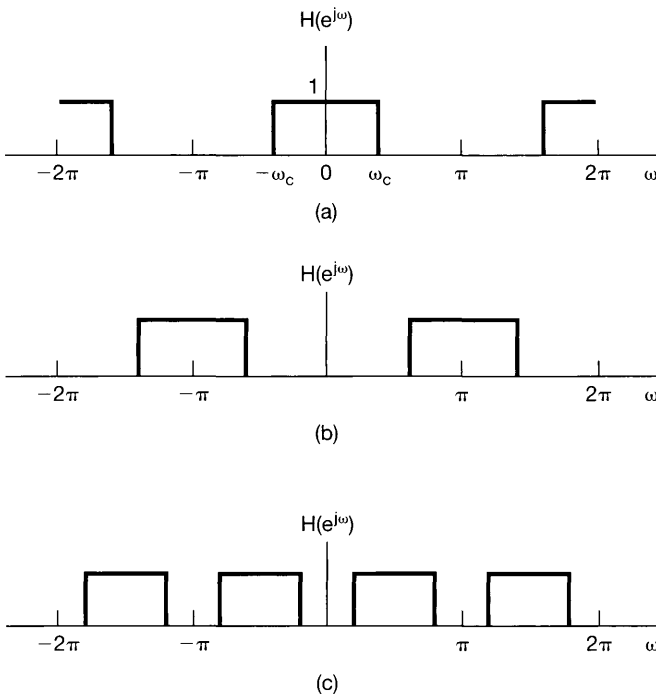 H(e^{jω})
1
−2π −π −ω_c 0 ω_c π 2π ω
(a)
H(e^{jω})
−2π −π π 2π ω
(b)
H(e^{jω})
−2π −π π 2π ω
(c)